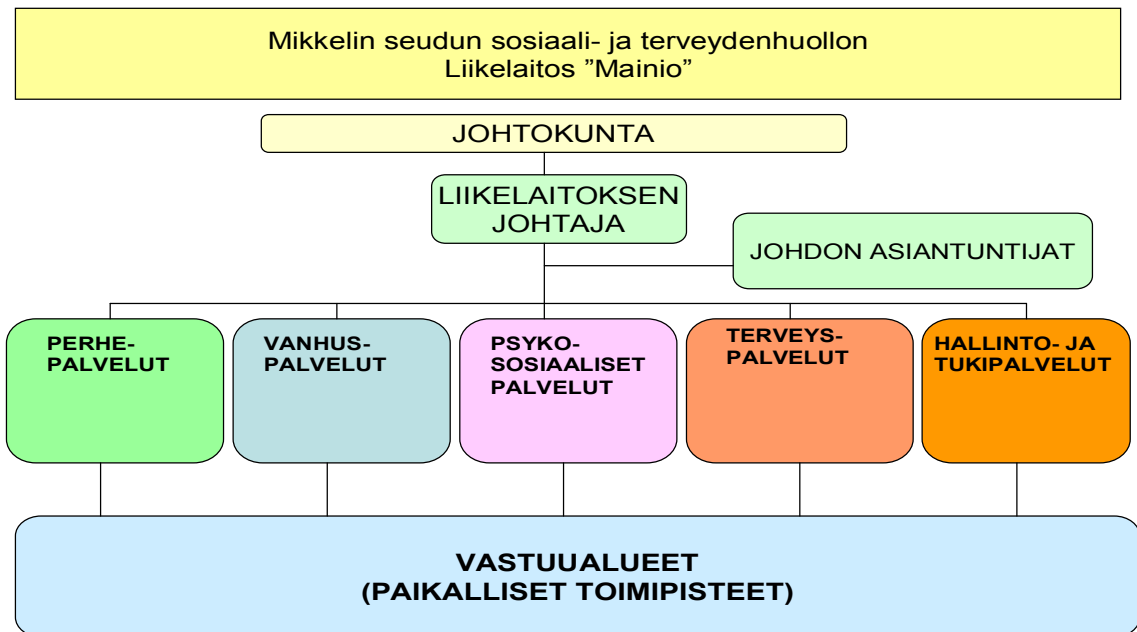 Mikkelin seudun sosiaali- ja terveydenhuollon
Liikelaitos ”Mainio”
JOHTOKUNTA
LIIKELAITOKSEN
JOHTAJA
JOHDON ASIANTUNTIJAT
PERHE-
PALVELUT
VANHUS-
PALVELUT
PSYKO-
SOSIAALISET
PALVELUT
TERVEYS-
PALVELUT
HALLINTO- JA
TUKIPALVELUT
VASTUUALUEET
(PAIKALLISET TOIMIPISTEET)